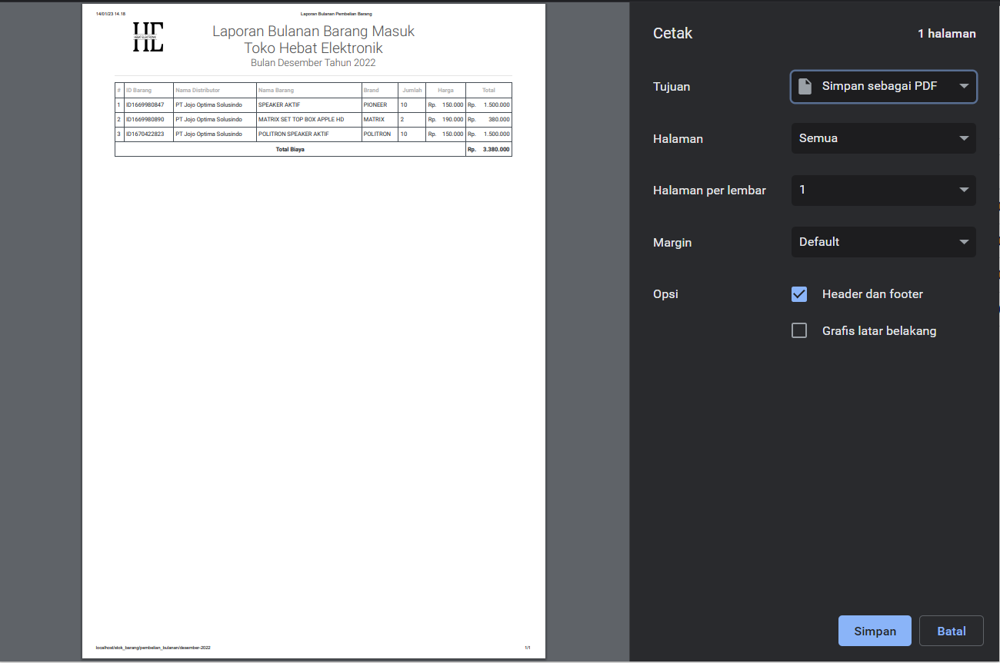 14/01/23 14.18 Laporan Bulanan Pembelian Barang
HE
HEBAT ELEKTRONIK
Laporan Bulanan Barang Masuk
Toko Hebat Elektronik
Bulan Desember Tahun 2022
# ID Barang Nama Distributor Nama Barang Brand Jumlah Harga Total
1 ID1669980847 PT Jojo Optima Solusindo SPEAKER AKTIF PIONEER 10 Rp. 150.000 Rp. 1.500.000
2 ID1669980890 PT Jojo Optima Solusindo MATRIX SET TOP BOX APPLE HD MATRIX 2 Rp. 190.000 Rp. 380.000
3 ID1670422823 PT Jojo Optima Solusindo POLITRON SPEAKER AKTIF POLITRON 10 Rp. 150.000 Rp. 1.500.000
Total Biaya Rp. 3.380.000
localhost/stok_barang/pembelian_bulanan/desember-2022 1/1
Cetak 1 halaman
Tujuan Simpan sebagai PDF
Halaman Semua
Halaman per lembar 1
Margin Default
Opsi Header dan footer
Grafis latar belakang
Simpan Batal